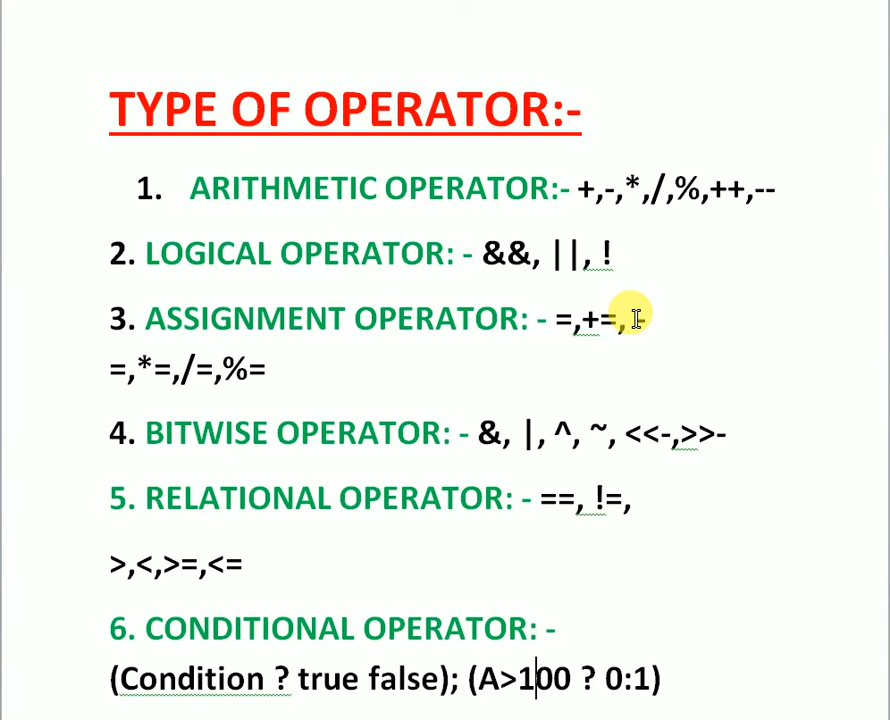 TYPE OF OPERATOR:-
1. ARITHMETIC OPERATOR:- +,-,*,/,%,++,--
2. LOGICAL OPERATOR: - &&, ||, !
3. ASSIGNMENT OPERATOR: - =,+=, -
=,*=,/=,%=
4. BITWISE OPERATOR: - &, |, ^, ~, <<-,>>-
5. RELATIONAL OPERATOR: - ==, !=,
>,<,>=,<=
6. CONDITIONAL OPERATOR: -
(Condition ? true false); (A>100 ? 0:1)